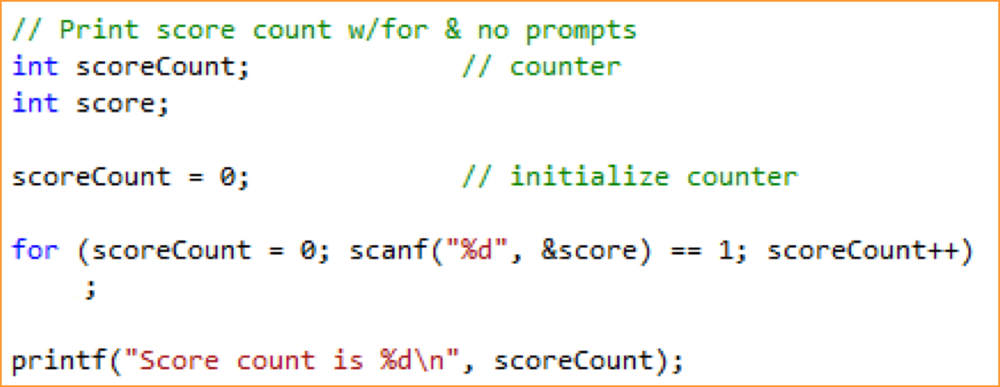 // Print score count w/for & no prompts
int scoreCount;             // counter
int score;

scoreCount = 0;             // initialize counter

for (scoreCount = 0; scanf("%d", &score) == 1; scoreCount++)
    ;

printf("Score count is %d\n", scoreCount);